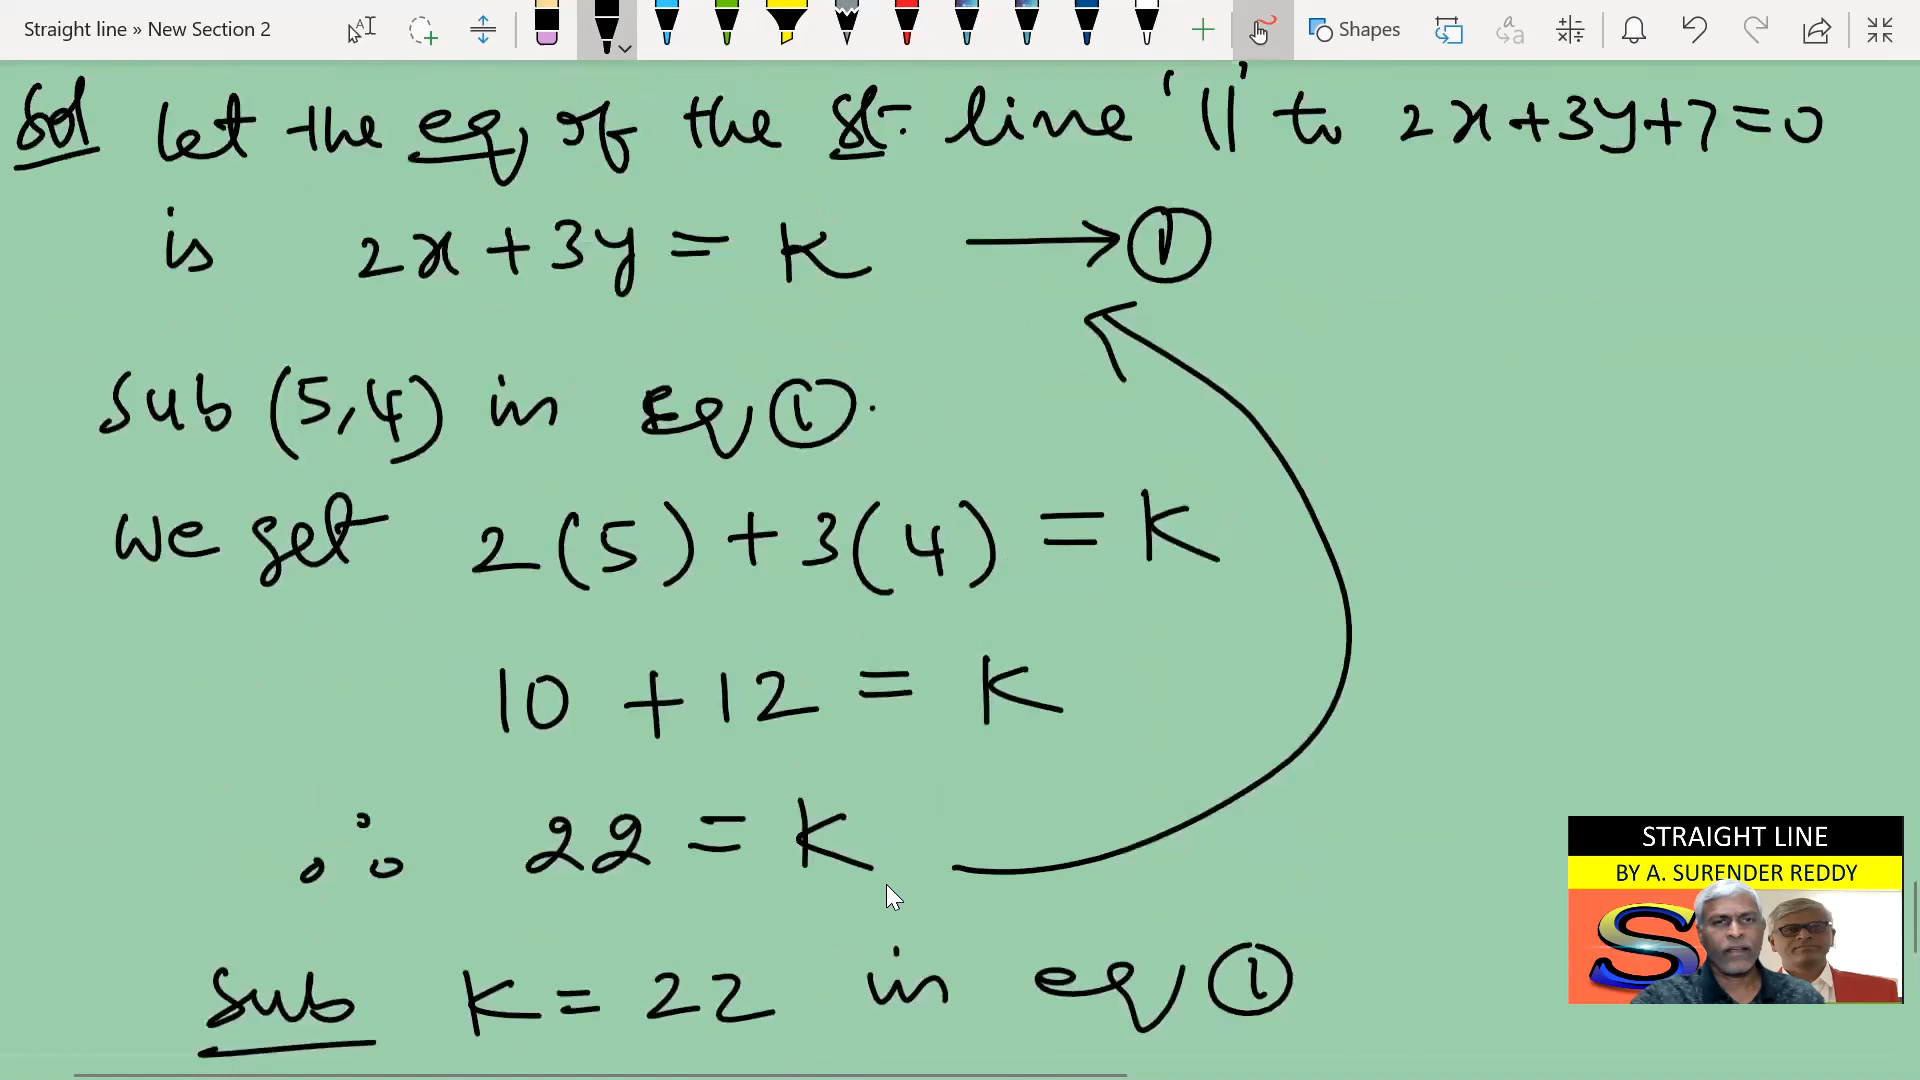 Straight line » New Section 2
Shapes
Sol Let the eq of the st. line '||' to 2x+3y+7=0
is 2x+3y = K → ①
Sub (5,4) in Eq ①.
We get 2(5)+3(4) = K
10 + 12 = K
∴ 22 = K
Sub K = 22 in eq ①
STRAIGHT LINE
BY A. SURENDER REDDY
S